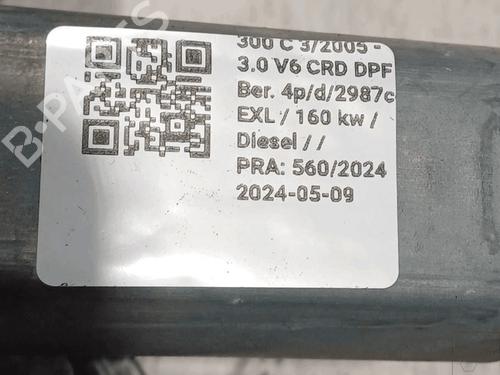 300 C 3/2005 -
3.0 V6 CRD DPF
Ber. 4p/d/2987c
EXL / 160 kw /
Diesel / /
PRA: 560/2024
2024-05-09
B-PARTS